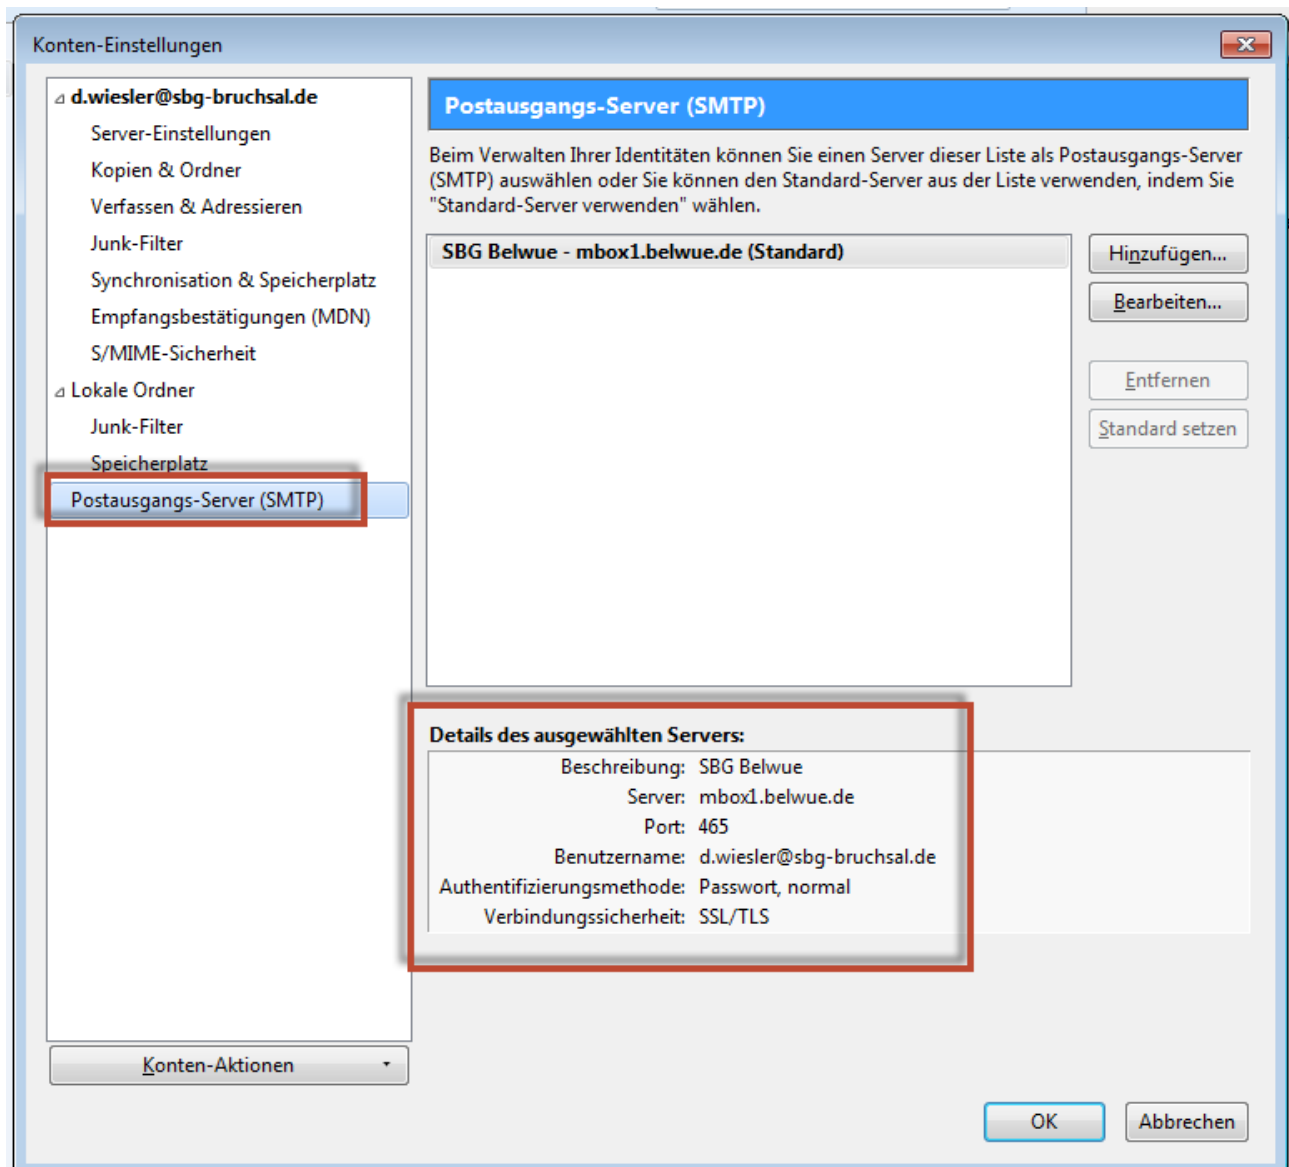 Konten-Einstellungen
d.wiesler@sbg-bruchsal.de
Server-Einstellungen
Kopien & Ordner
Verfassen & Adressieren
Junk-Filter
Synchronisation & Speicherplatz
Empfangsbestätigungen (MDN)
S/MIME-Sicherheit
Lokale Ordner
Junk-Filter
Speicherplatz
Postausgangs-Server (SMTP)
Konten-Aktionen
Postausgangs-Server (SMTP)
Beim Verwalten Ihrer Identitäten können Sie einen Server dieser Liste als Postausgangs-Server
(SMTP) auswählen oder Sie können den Standard-Server aus der Liste verwenden, indem Sie
"Standard-Server verwenden" wählen.
SBG Belwue - mbox1.belwue.de (Standard)
Hinzufügen...
Bearbeiten...
Entfernen
Standard setzen
Details des ausgewählten Servers:
Beschreibung: SBG Belwue
Server: mbox1.belwue.de
Port: 465
Benutzername: d.wiesler@sbg-bruchsal.de
Authentifizierungsmethode: Passwort, normal
Verbindungssicherheit: SSL/TLS
OK
Abbrechen